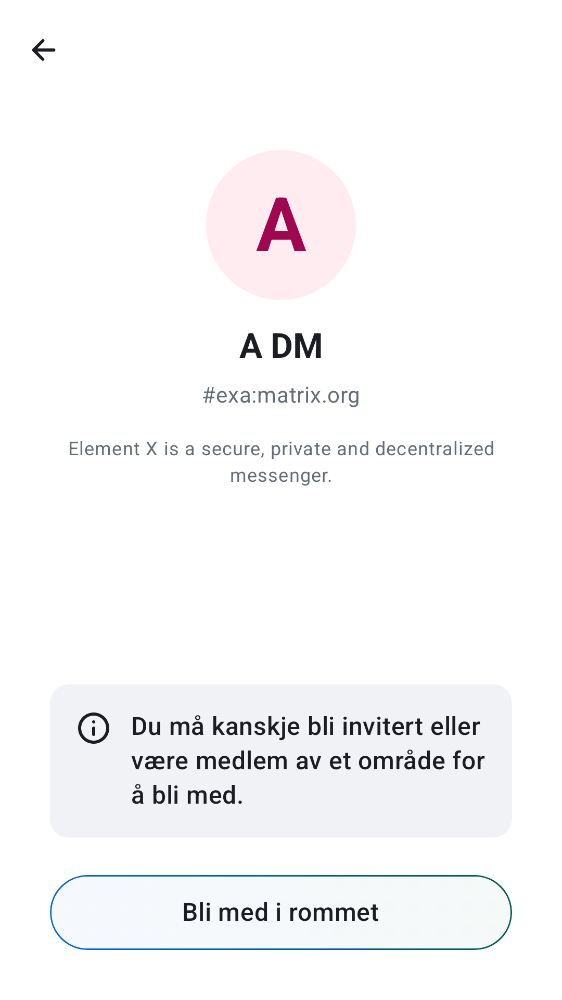 A
A DM
#exa:matrix.org
Element X is a secure, private and decentralized
messenger.
Du må kanskje bli invitert eller
være medlem av et område for
å bli med.
Bli med i rommet